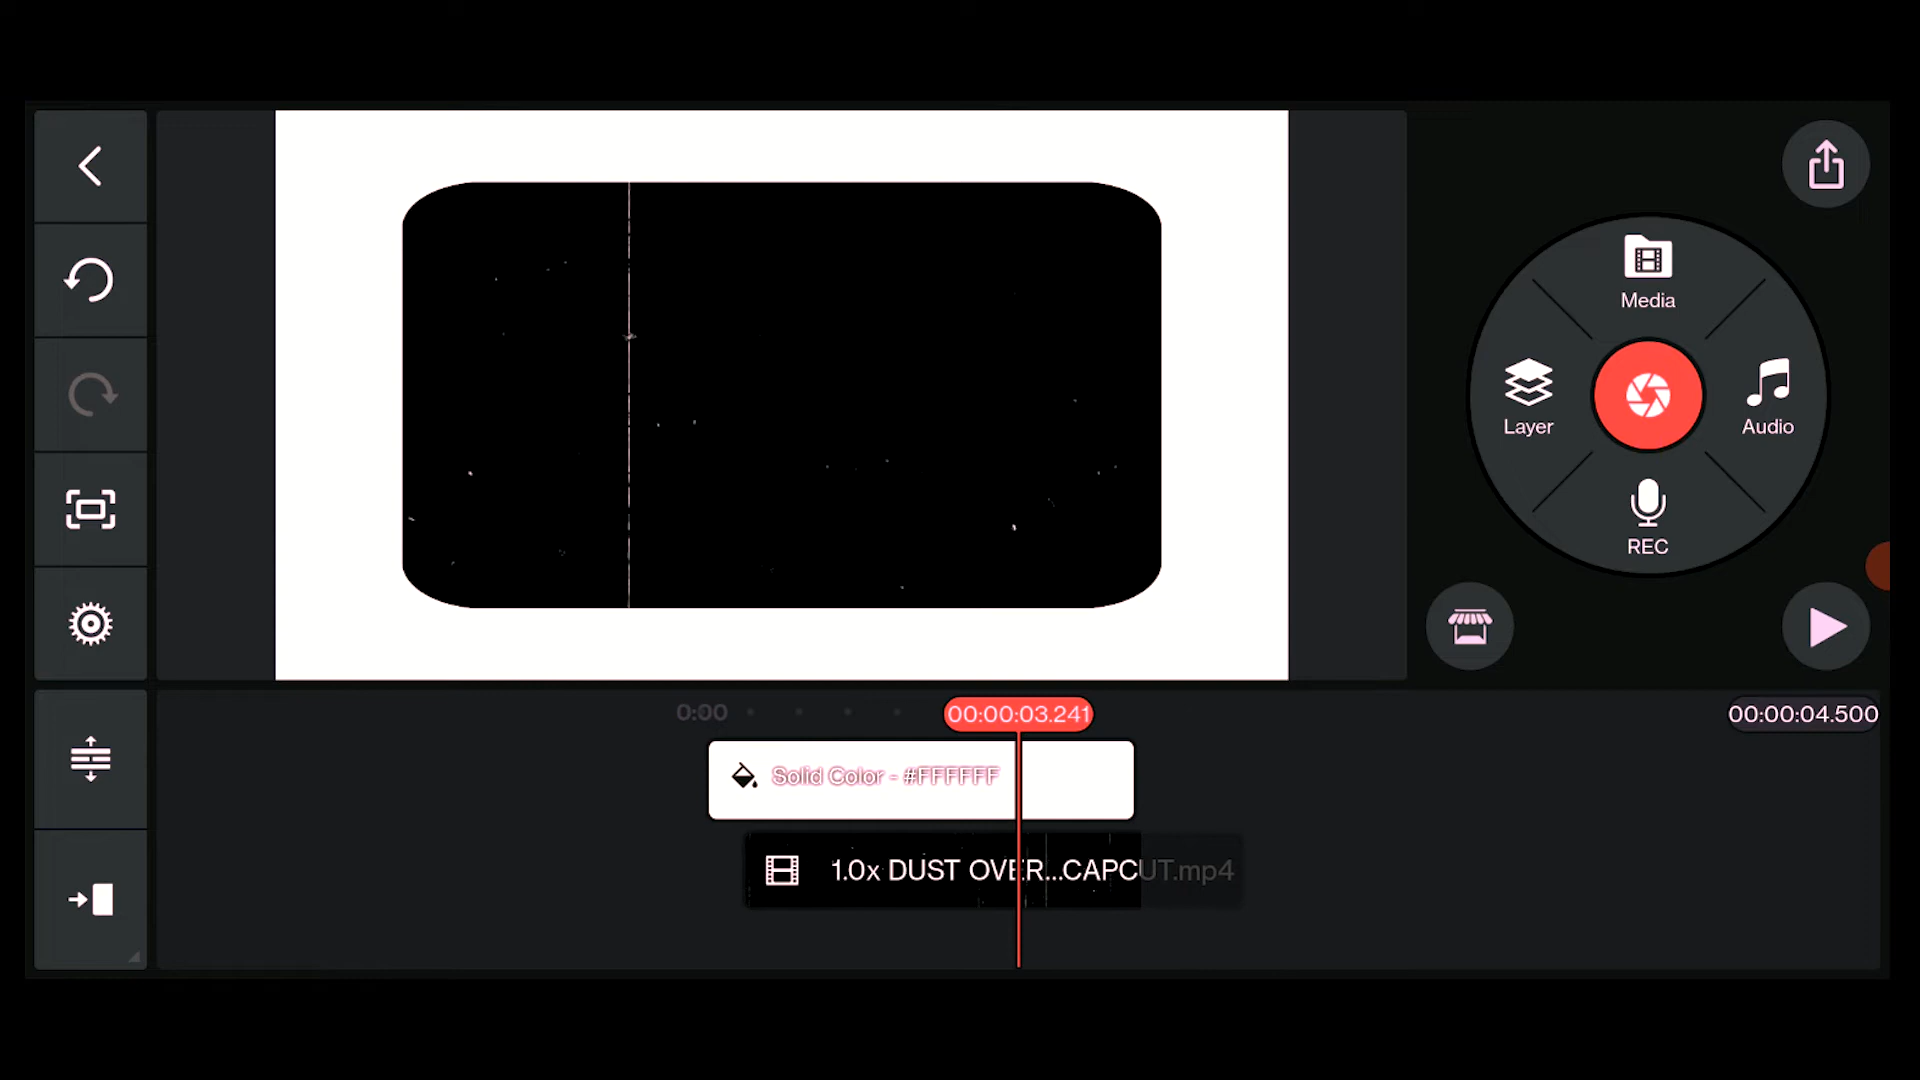 Media
Layer
Audio
REC
0:00
00:00:03.241
00:00:04.500
Solid Color - #FFFFFF
1.0x DUST OVER...CAPCUT.mp4